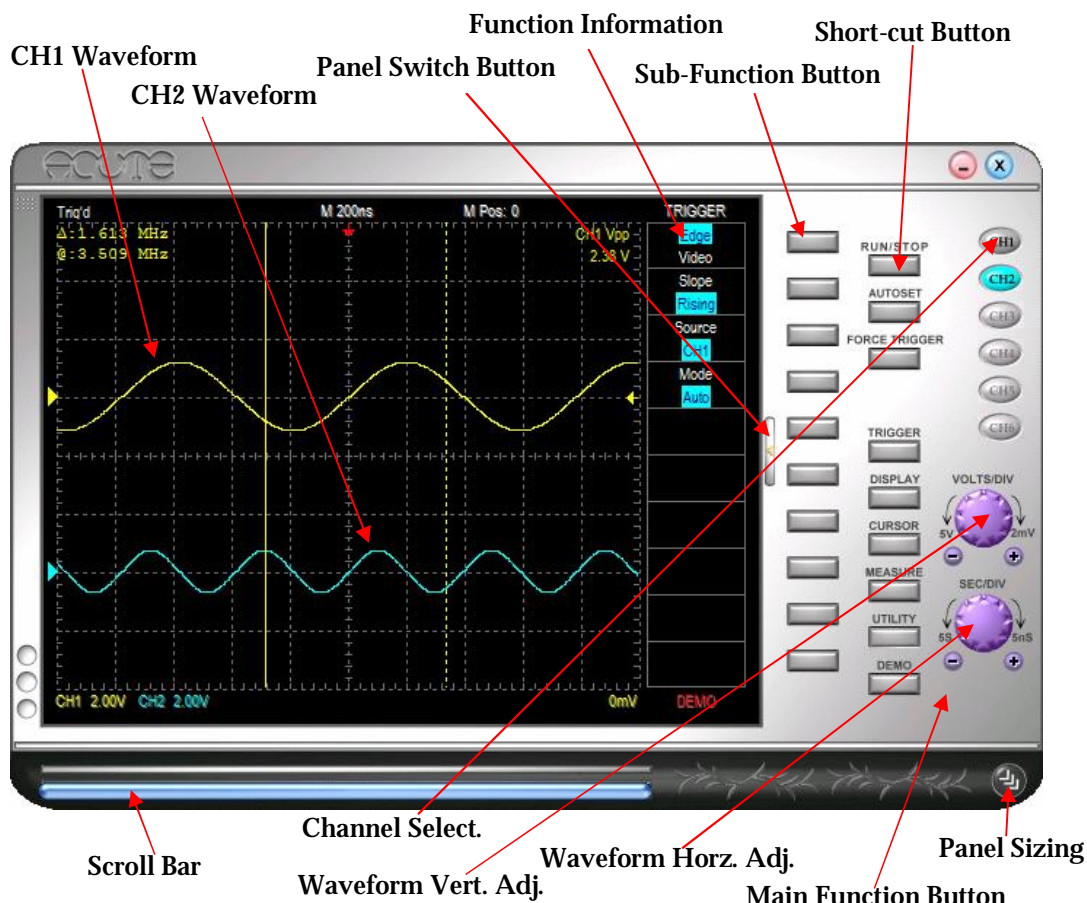 Function Information
Short-cut Button
CH1 Waveform
Panel Switch Button
Sub-Function Button
CH2 Waveform
ACUTE
Trig'd
M 200ns
M Pos: 0
TRIGGER
Δ:1.613 MHz
@:3.509 MHz
CH1 Vpp
2.38 V
Edge
Video
Slope
Rising
Source
CH1
Mode
Auto
RUN/STOP
AUTOSET
FORCE TRIGGER
TRIGGER
DISPLAY
CURSOR
MEASURE
UTILITY
DEMO
CH1
CH2
CH3
CH4
CH5
CH6
VOLTS/DIV
5V
2mV
SEC/DIV
5S
5nS
CH1 2.00V CH2 2.00V
0mV
DEMO
Channel Select.
Scroll Bar
Waveform Horz. Adj.
Panel Sizing
Waveform Vert. Adj.
Main Function Button